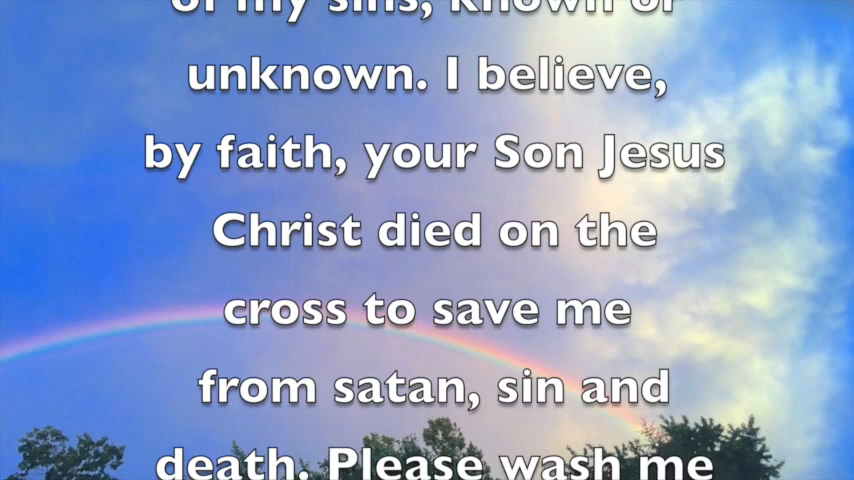 of my sins, known or
unknown. I believe,
by faith, your Son Jesus
Christ died on the
cross to save me
from satan, sin and
death. Please wash me